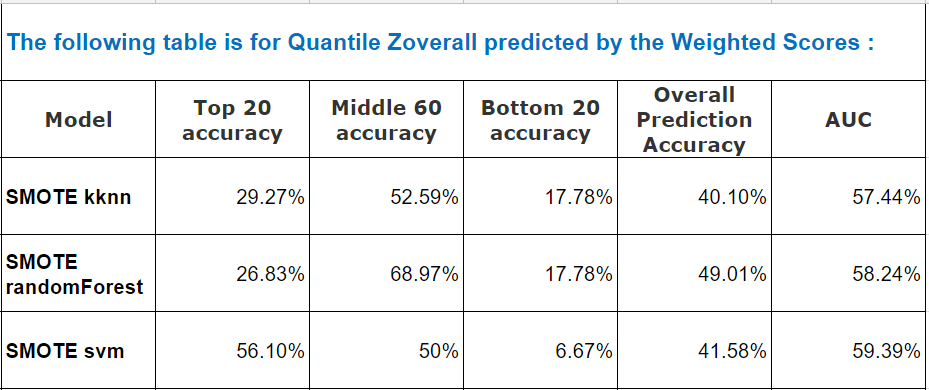 The following table is for Quantile Zoverall predicted by the Weighted Scores :
Model
Top 20
accuracy
Middle 60
accuracy
Bottom 20
accuracy
Overall
Prediction
Accuracy
AUC
SMOTE kknn
29.27%
52.59%
17.78%
40.10%
57.44%
SMOTE
randomForest
26.83%
68.97%
17.78%
49.01%
58.24%
SMOTE svm
56.10%
50%
6.67%
41.58%
59.39%